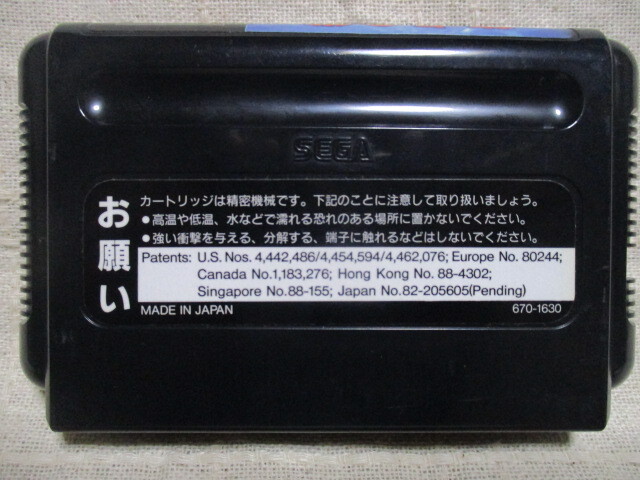 SEGA
お願い
カートリッジは精密機械です。下記のことに注意して取り扱いましょう。
●高温や低温、水などで濡れる恐れのある場所に置かないでください。
●強い衝撃を与える、分解する、端子に触れるなどはしないでください。
Patents: U.S. Nos. 4,442,486/4,454,594/4,462,076; Europe No. 80244;
Canada No.1,183,276; Hong Kong No. 88-4302;
Singapore No.88-155; Japan No.82-205605(Pending)
MADE IN JAPAN 670-1630